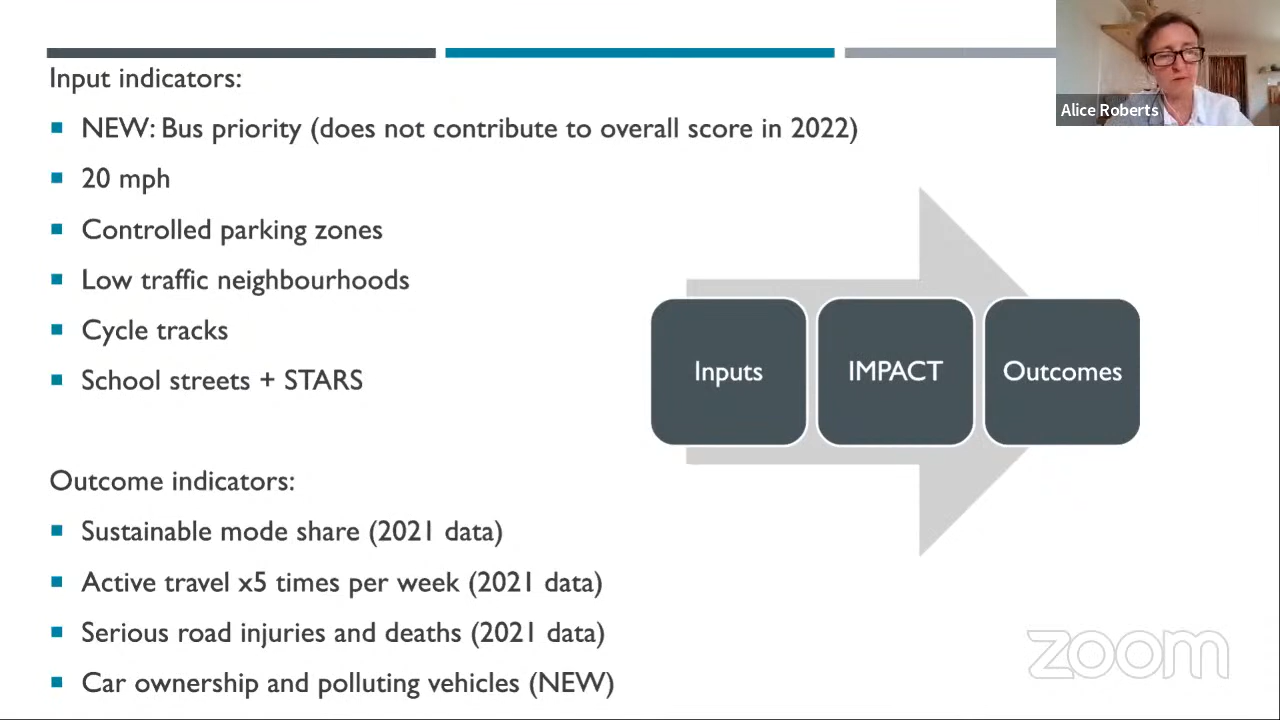 Input indicators:
NEW: Bus priority (does not contribute to overall score in 2022)
20 mph
Controlled parking zones
Low traffic neighbourhoods
Cycle tracks
School streets + STARS
Outcome indicators:
Sustainable mode share (2021 data)
Active travel x5 times per week (2021 data)
Serious road injuries and deaths (2021 data)
Car ownership and polluting vehicles (NEW)
Inputs
IMPACT
Outcomes
Alice Roberts
zoom